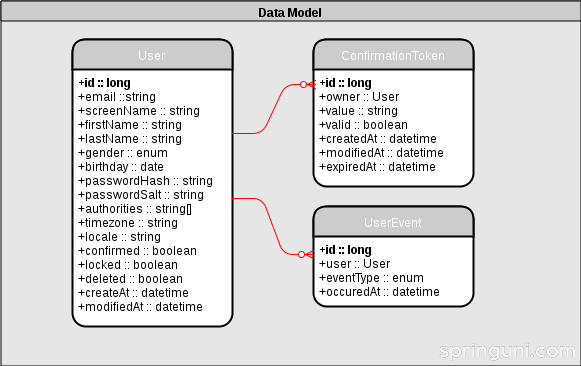 Data Model
User
+id :: long
+email ::string
+screenName :: string
+firstName :: string
+lastName :: string
+gender :: enum
+birthday :: date
+passwordHash :: string
+passwordSalt :: string
+authorities :: string[]
+timezone :: string
+locale :: string
+confirmed :: boolean
+locked :: boolean
+deleted :: boolean
+createAt :: datetime
+modifiedAt :: datetime
ConfirmationToken
+id :: long
+owner :: User
+value :: string
+valid :: boolean
+createdAt :: datetime
+modifiedAt :: datetime
+expiredAt :: datetime
UserEvent
+id :: long
+user :: User
+eventType :: enum
+occuredAt :: datetime
springuni.com